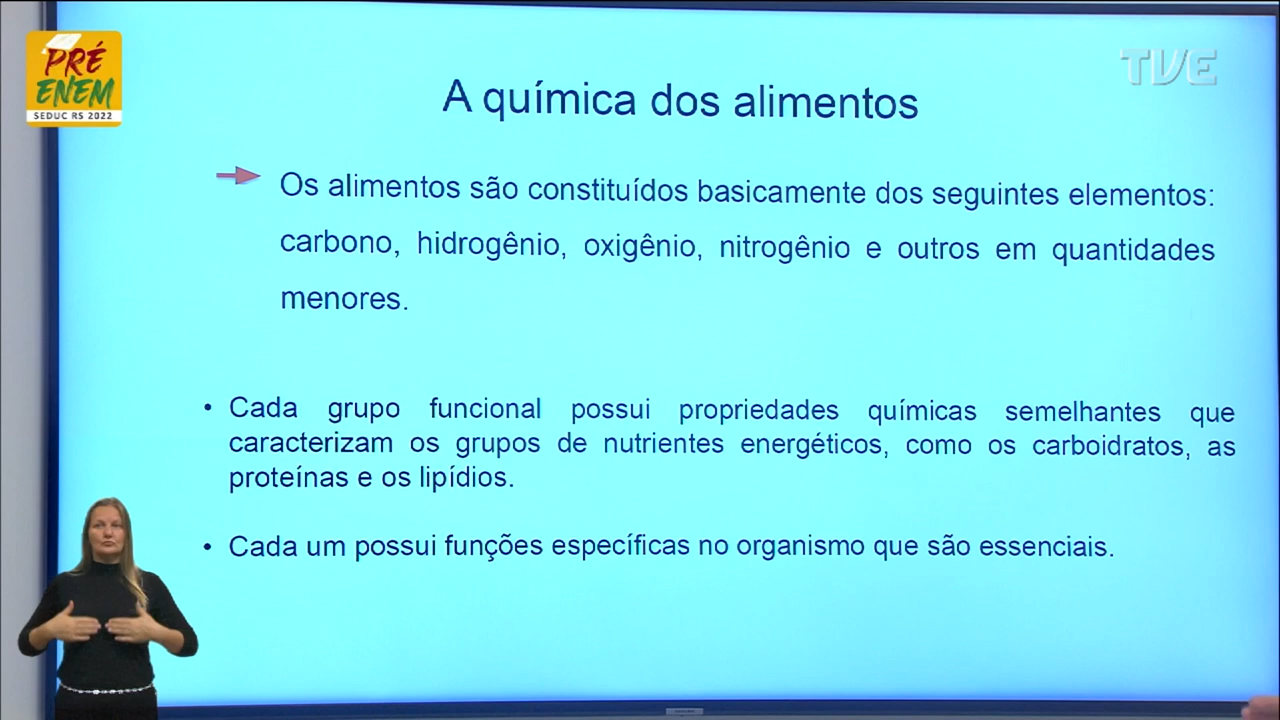 PRÉ
ENEM
SEDUC RS 2022
TVE
A química dos alimentos
Os alimentos são constituídos basicamente dos seguintes elementos:
carbono, hidrogênio, oxigênio, nitrogênio e outros em quantidades
menores.
• Cada grupo funcional possui propriedades químicas semelhantes que
caracterizam os grupos de nutrientes energéticos, como os carboidratos, as
proteínas e os lipídios.
• Cada um possui funções específicas no organismo que são essenciais.